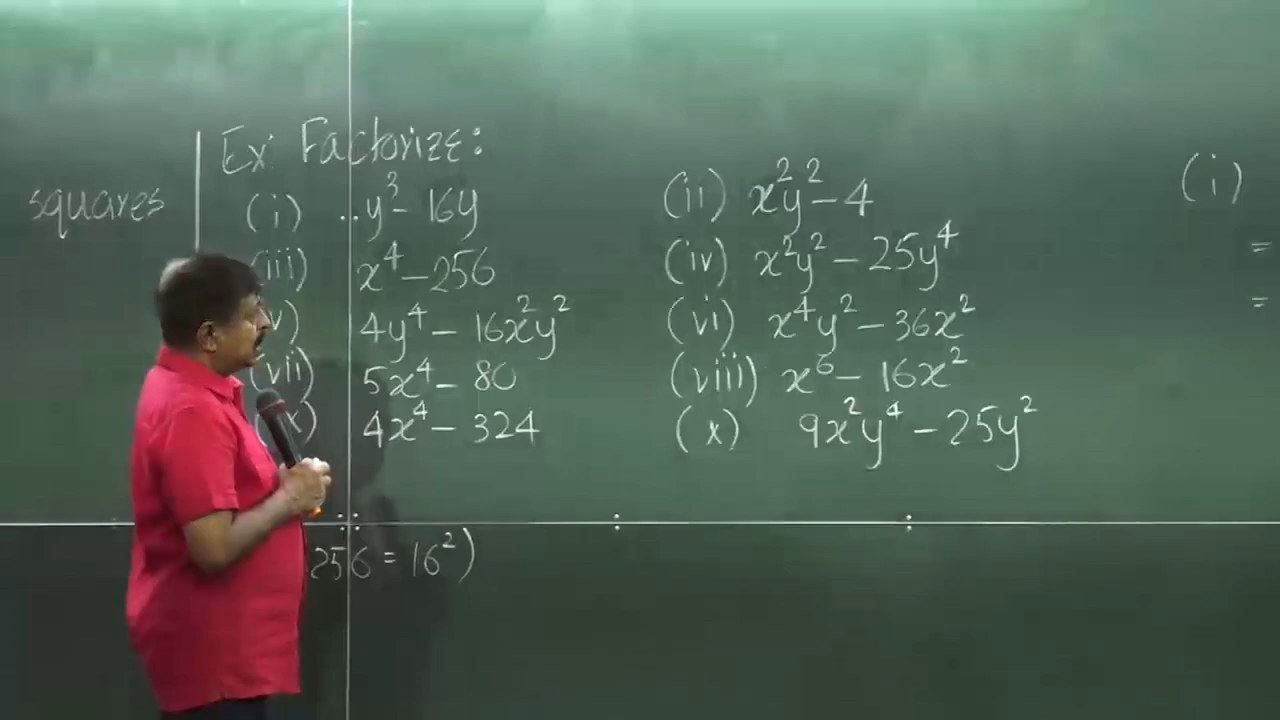 squares
Ex: Factorize:
(i) y³ - 16y
(ii) x²y² - 4
(iii) x⁴ - 256
(iv) x²y² - 25y⁴
v) 4y⁴ - 16x²y²
(vi) x⁴y² - 36x²
(vii) 5x⁴ - 80
(viii) x⁶ - 16x²
x) 4x⁴ - 324
(x) 9x²y⁴ - 25y²
256 = 16²)
(i)
=
=